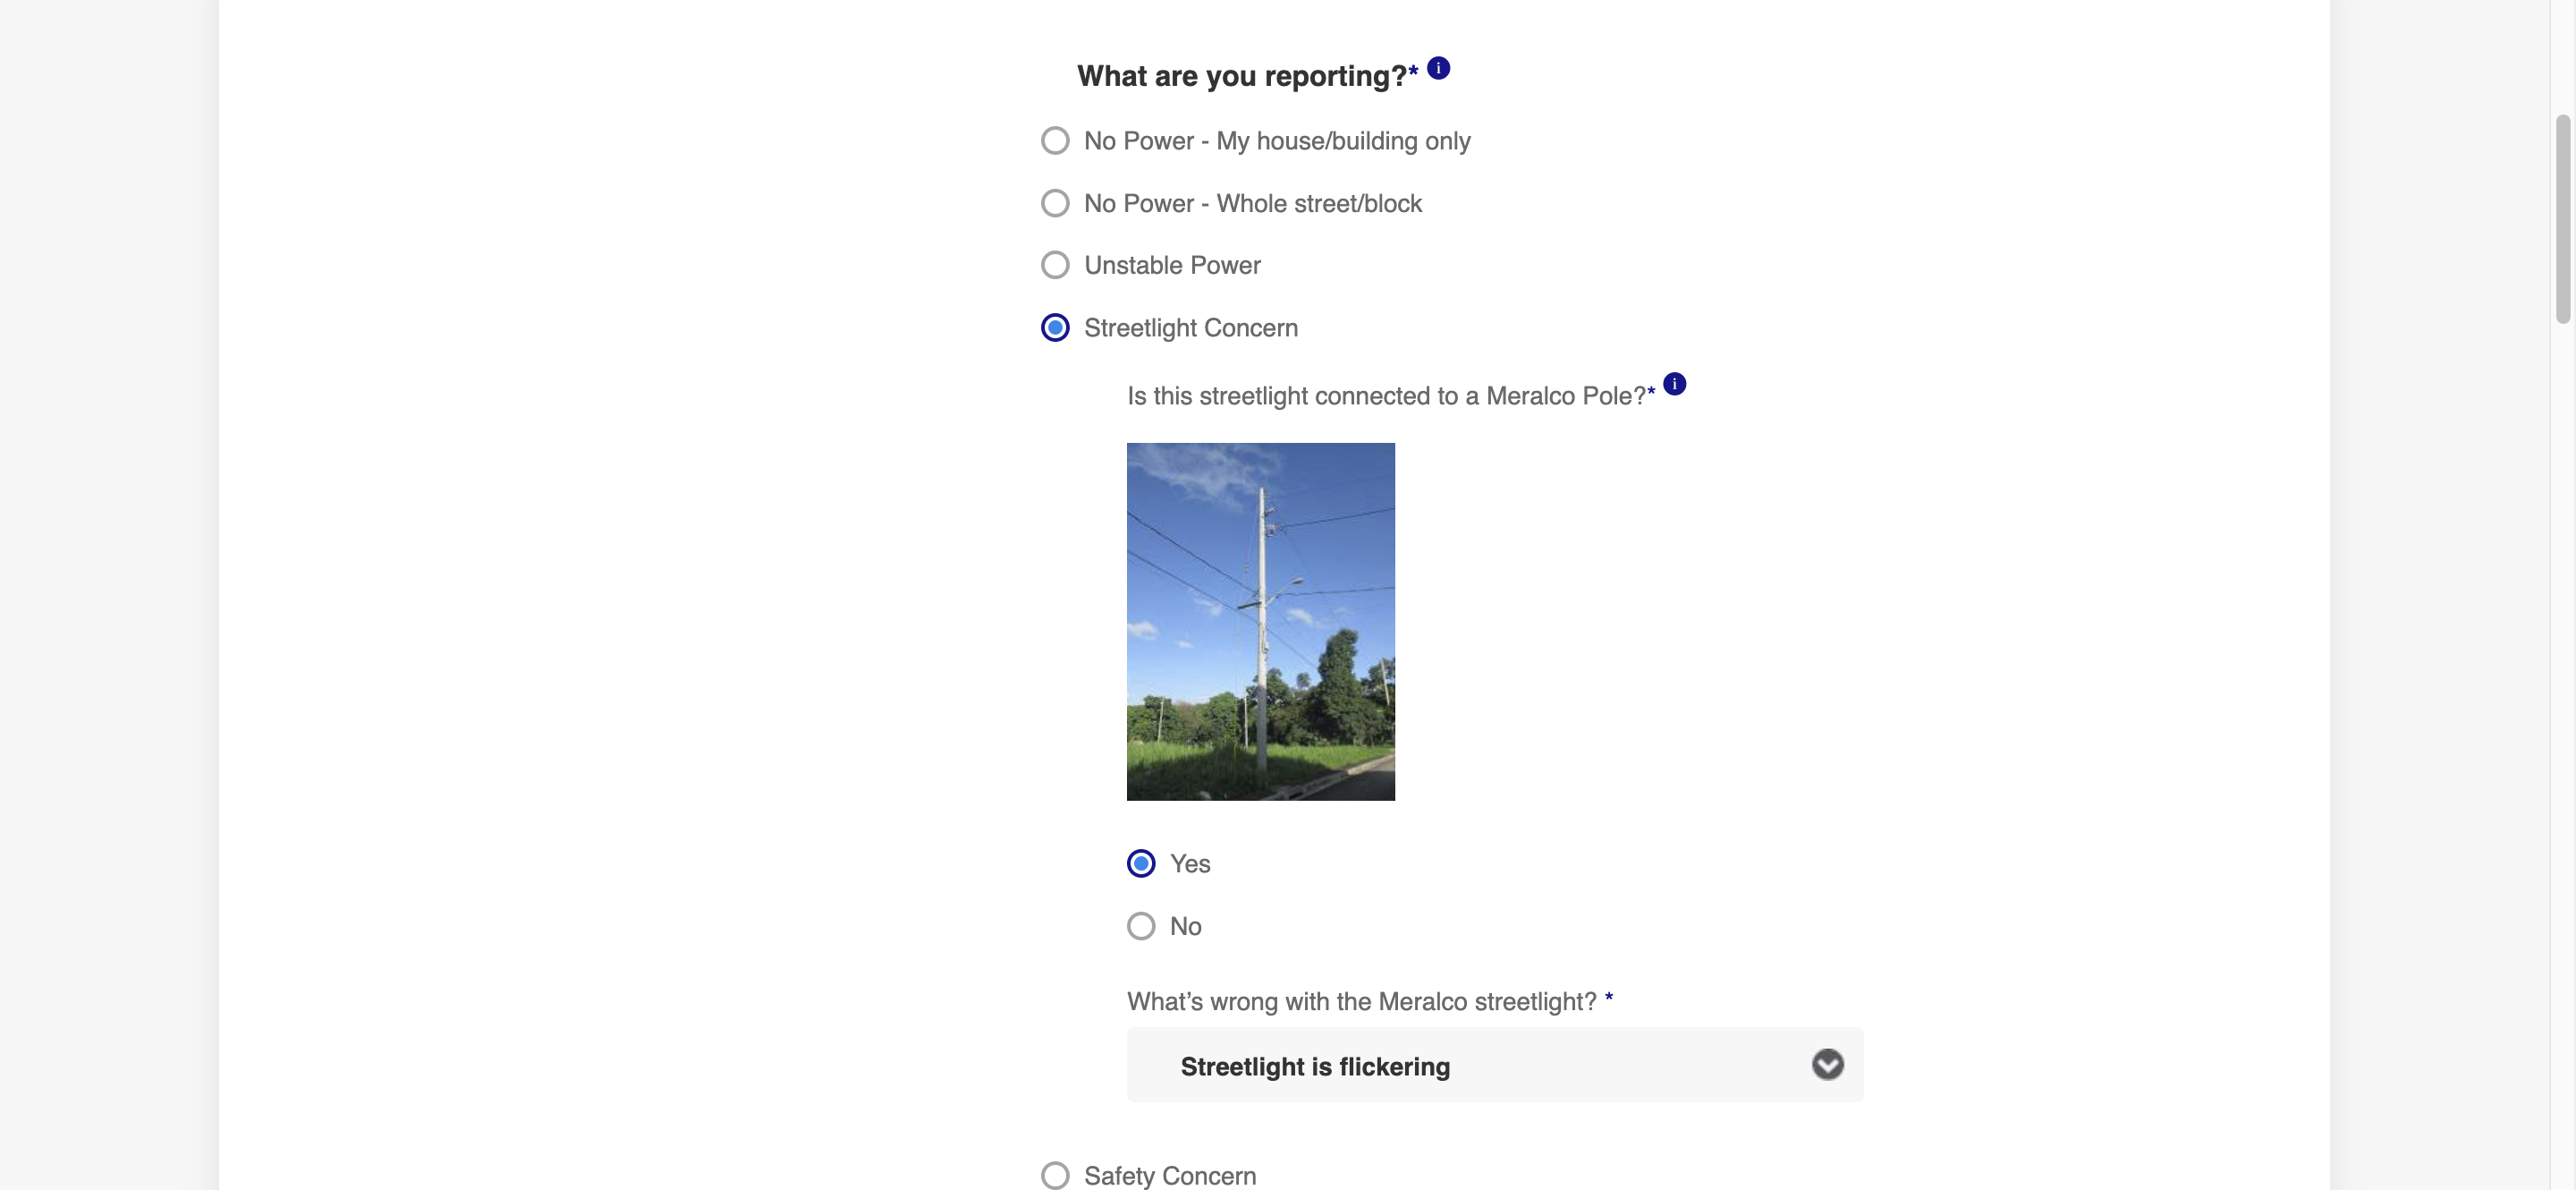 What are you reporting?* i
No Power - My house/building only
No Power - Whole street/block
Unstable Power
Streetlight Concern
Is this streetlight connected to a Meralco Pole?* i
Yes
No
What’s wrong with the Meralco streetlight? *
Streetlight is flickering
Safety Concern